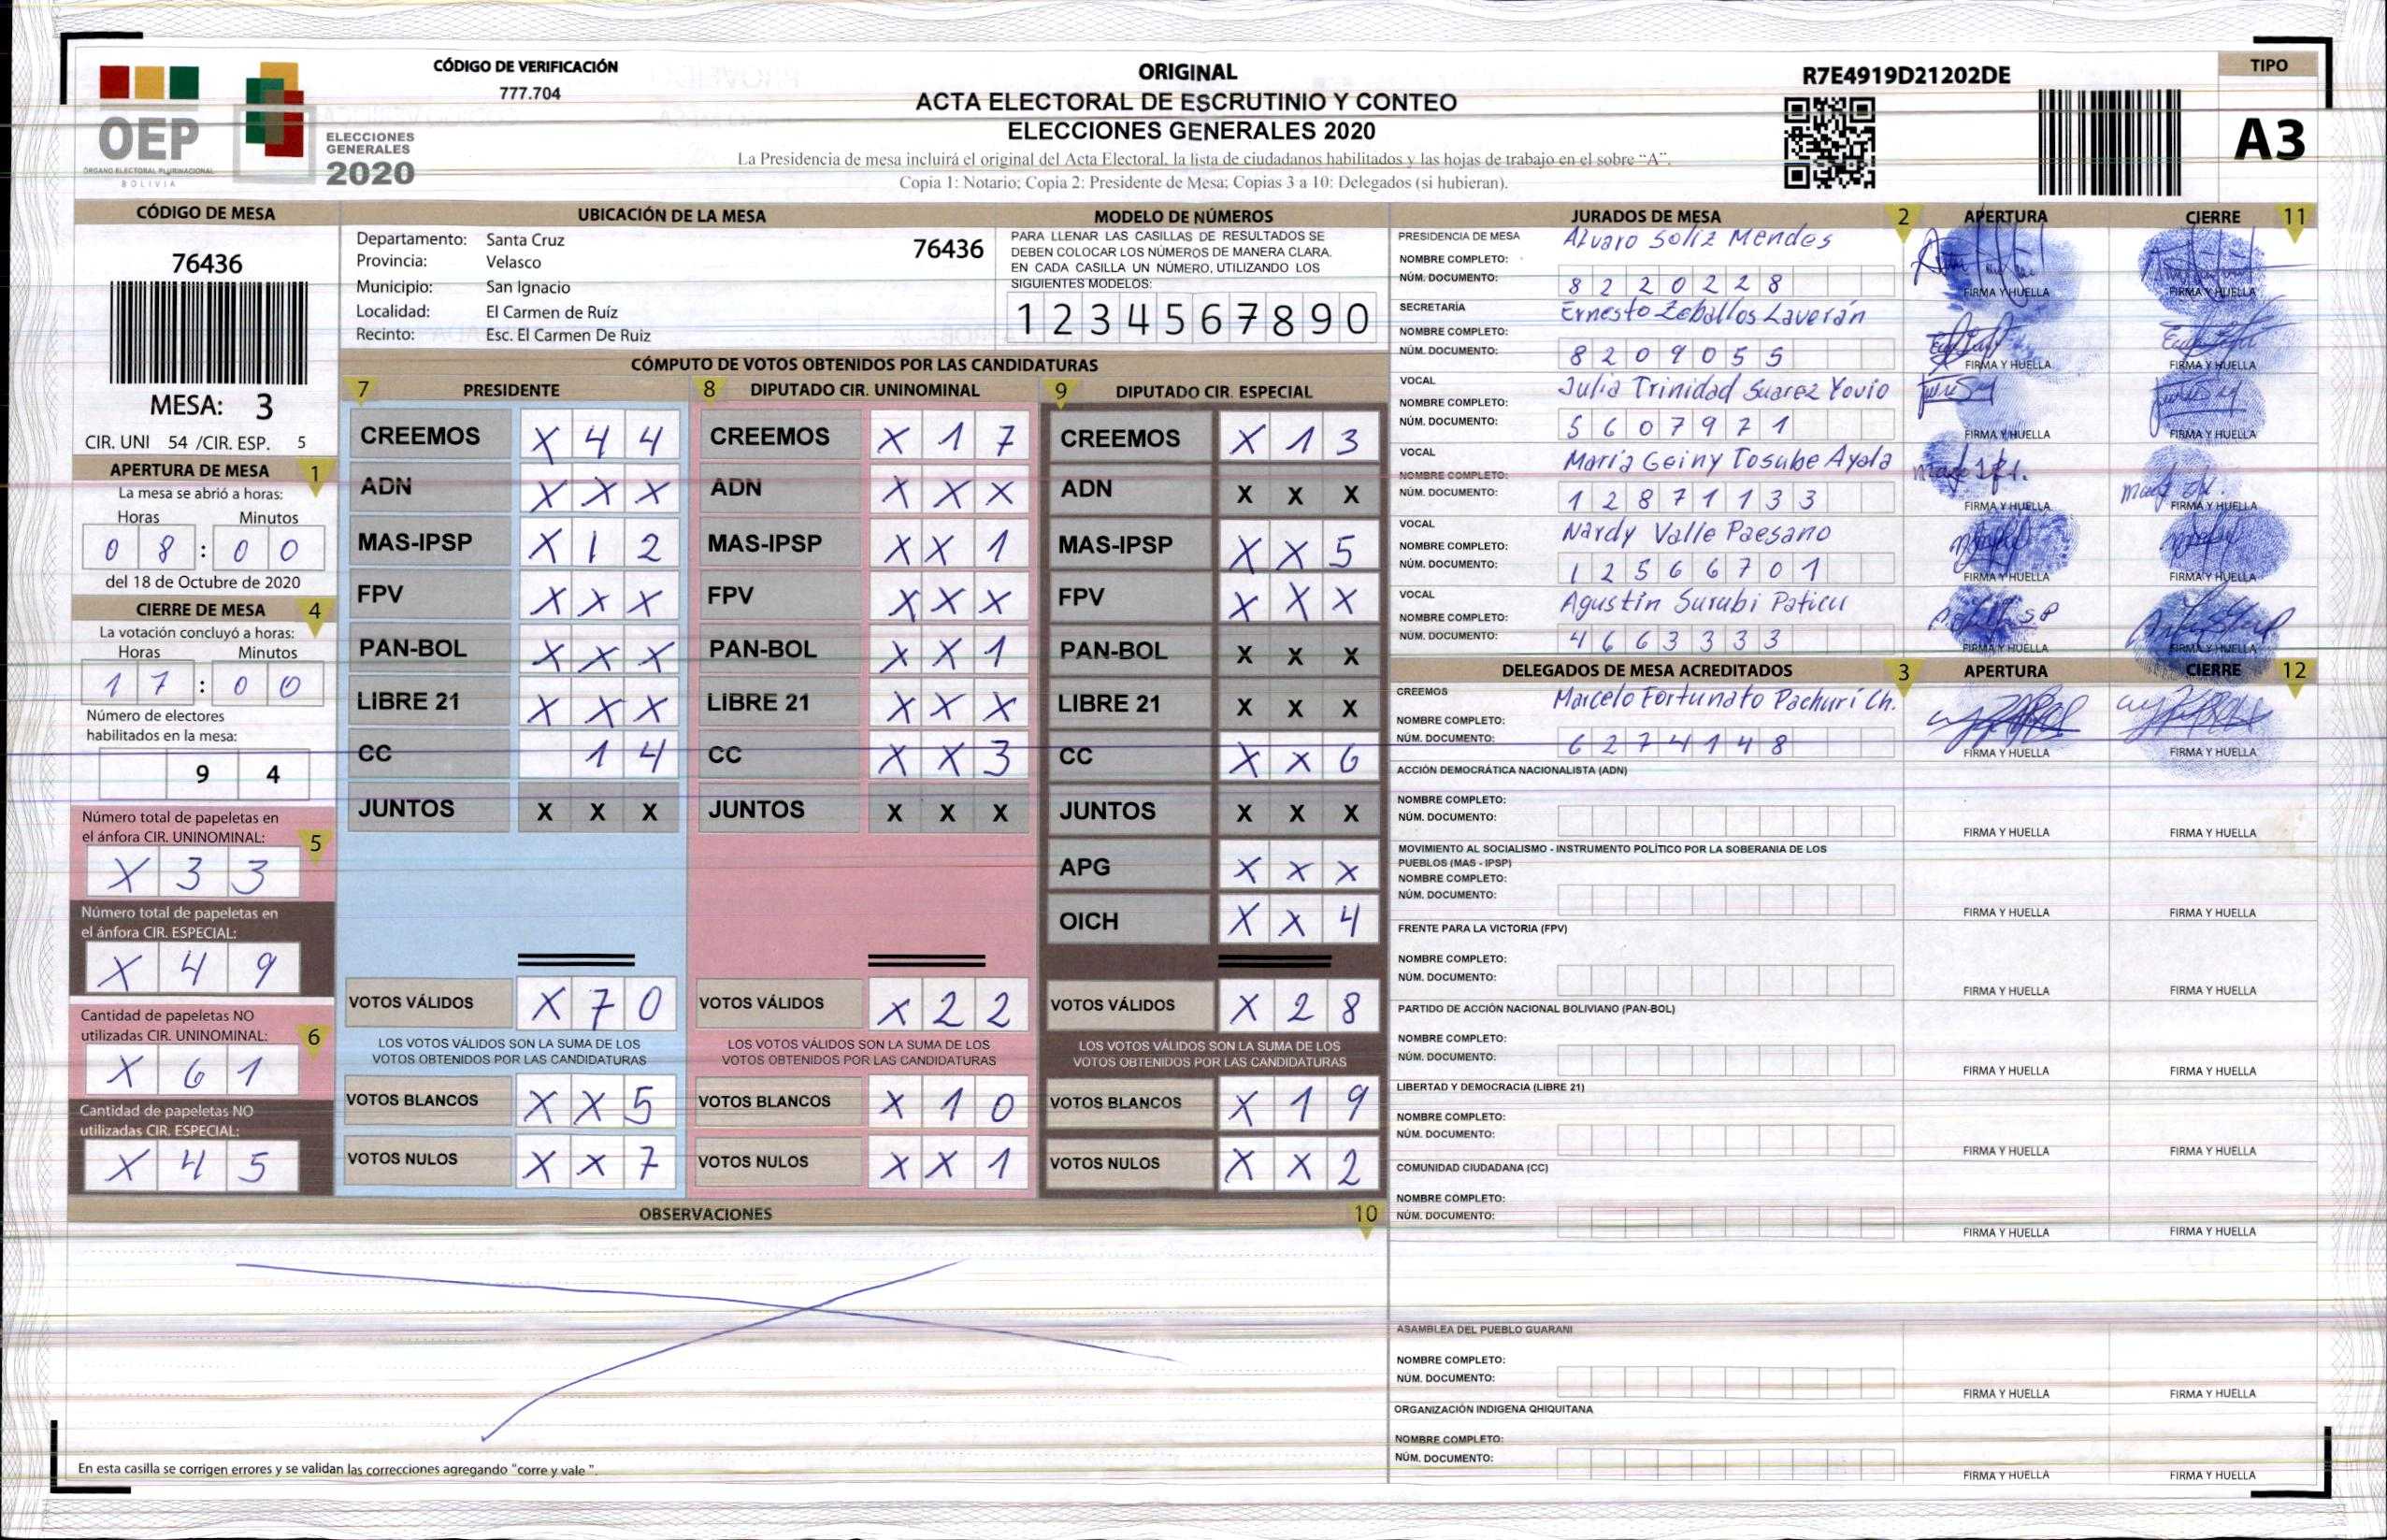 CÓDIGO DE VERIFICACIÓN
777.704
ORIGINAL
ACTA ELECTORAL DE ESCRUTINIO Y CONTEO
ELECCIONES GENERALES 2020
La Presidencia de mesa incluirá el original del Acta Electoral, la lista de ciudadanos habilitados y las hojas de trabajo en el sobre "A".
Copia 1: Notario; Copia 2: Presidente de Mesa; Copias 3 a 10: Delegados (si hubieran).
R7E4919D21202DE
TIPO
A3
OEP
ÓRGANO ELECTORAL PLURINACIONAL
BOLIVIA
ELECCIONES
GENERALES
2020
CÓDIGO DE MESA
76436
MESA: 3
CIR. UNI 54 /CIR. ESP. 5
APERTURA DE MESA 1
La mesa se abrió a horas:
Horas Minutos
0 8 : 0 0
del 18 de Octubre de 2020
CIERRE DE MESA 4
La votación concluyó a horas:
Horas Minutos
1 7 : 0 0
Número de electores
habilitados en la mesa:
9 4
Número total de papeletas en
el ánfora CIR. UNINOMINAL: 5
X 3 3
Número total de papeletas en
el ánfora CIR. ESPECIAL:
X 4 9
Cantidad de papeletas NO
utilizadas CIR. UNINOMINAL: 6
X 6 1
Cantidad de papeletas NO
utilizadas CIR. ESPECIAL:
X 4 5
UBICACIÓN DE LA MESA
Departamento: Santa Cruz 76436
Provincia: Velasco
Municipio: San Ignacio
Localidad: El Carmen de Ruíz
Recinto: Esc. El Carmen De Ruiz
MODELO DE NÚMEROS
PARA LLENAR LAS CASILLAS DE RESULTADOS SE
DEBEN COLOCAR LOS NÚMEROS DE MANERA CLARA.
EN CADA CASILLA UN NÚMERO, UTILIZANDO LOS
SIGUIENTES MODELOS:
1 2 3 4 5 6 7 8 9 0
CÓMPUTO DE VOTOS OBTENIDOS POR LAS CANDIDATURAS
7 PRESIDENTE
CREEMOS X 4 4
ADN X X X
MAS-IPSP X 1 2
FPV X X X
PAN-BOL X X X
LIBRE 21 X X X
CC 1 4
JUNTOS X X X
VOTOS VÁLIDOS X 7 0
LOS VOTOS VÁLIDOS SON LA SUMA DE LOS
VOTOS OBTENIDOS POR LAS CANDIDATURAS
VOTOS BLANCOS X X 5
VOTOS NULOS X X 7
8 DIPUTADO CIR. UNINOMINAL
CREEMOS X 1 7
ADN X X X
MAS-IPSP X X 1
FPV X X X
PAN-BOL X X 1
LIBRE 21 X X X
CC X X 3
JUNTOS X X X
VOTOS VÁLIDOS X 2 2
LOS VOTOS VÁLIDOS SON LA SUMA DE LOS
VOTOS OBTENIDOS POR LAS CANDIDATURAS
VOTOS BLANCOS X 1 0
VOTOS NULOS X X 1
9 DIPUTADO CIR. ESPECIAL
CREEMOS X 1 3
ADN X X X
MAS-IPSP X X 5
FPV X X X
PAN-BOL X X X
LIBRE 21 X X X
CC X X 6
JUNTOS X X X
APG X X X
OICH X X 4
VOTOS VÁLIDOS X 2 8
LOS VOTOS VÁLIDOS SON LA SUMA DE LOS
VOTOS OBTENIDOS POR LAS CANDIDATURAS
VOTOS BLANCOS X 1 9
VOTOS NULOS X X 2
OBSERVACIONES 10
En esta casilla se corrigen errores y se validan las correcciones agregando "corre y vale ".
JURADOS DE MESA 2 APERTURA CIERRE 11
PRESIDENCIA DE MESA Alvaro Soliz Mendes
NOMBRE COMPLETO:
NÚM. DOCUMENTO: 8 2 2 0 2 2 8
FIRMA Y HUELLA FIRMA Y HUELLA
SECRETARÍA Ernesto Zeballos Laverán
NOMBRE COMPLETO:
NÚM. DOCUMENTO: 8 2 0 9 0 5 5
FIRMA Y HUELLA FIRMA Y HUELLA
VOCAL Julia Trinidad Suarez Yovio
NOMBRE COMPLETO:
NÚM. DOCUMENTO: 5 6 0 7 9 2 1
FIRMA Y HUELLA FIRMA Y HUELLA
VOCAL María Geiny Tosube Ayala
NOMBRE COMPLETO:
NÚM. DOCUMENTO: 1 2 8 7 1 1 3 3
FIRMA Y HUELLA FIRMA Y HUELLA
VOCAL Nardy Valle Paesano
NOMBRE COMPLETO:
NÚM. DOCUMENTO: 1 2 5 6 6 7 0 1
FIRMA Y HUELLA FIRMA Y HUELLA
VOCAL Agustin Surubi
NOMBRE COMPLETO:
NÚM. DOCUMENTO: 4 6 6 3 3 3 3
FIRMA Y HUELLA FIRMA Y HUELLA
DELEGADOS DE MESA ACREDITADOS 3 APERTURA CIERRE 12
CREEMOS Marcelo Fortunato Pachurí Ch.
NOMBRE COMPLETO:
NÚM. DOCUMENTO: 6 2 7 4 1 4 8
FIRMA Y HUELLA FIRMA Y HUELLA
ACCIÓN DEMOCRÁTICA NACIONALISTA (ADN)
NOMBRE COMPLETO:
NÚM. DOCUMENTO:
FIRMA Y HUELLA FIRMA Y HUELLA
MOVIMIENTO AL SOCIALISMO - INSTRUMENTO POLÍTICO POR LA SOBERANIA DE LOS
PUEBLOS (MAS - IPSP)
NOMBRE COMPLETO:
NÚM. DOCUMENTO:
FIRMA Y HUELLA FIRMA Y HUELLA
FRENTE PARA LA VICTORIA (FPV)
NOMBRE COMPLETO:
NÚM. DOCUMENTO:
FIRMA Y HUELLA FIRMA Y HUELLA
PARTIDO DE ACCIÓN NACIONAL BOLIVIANO (PAN-BOL)
NOMBRE COMPLETO:
NÚM. DOCUMENTO:
FIRMA Y HUELLA FIRMA Y HUELLA
LIBERTAD Y DEMOCRACIA (LIBRE 21)
NOMBRE COMPLETO:
NÚM. DOCUMENTO:
FIRMA Y HUELLA FIRMA Y HUELLA
COMUNIDAD CIUDADANA (CC)
NOMBRE COMPLETO:
NÚM. DOCUMENTO:
FIRMA Y HUELLA FIRMA Y HUELLA
ASAMBLEA DEL PUEBLO GUARANI
NOMBRE COMPLETO:
NÚM. DOCUMENTO:
FIRMA Y HUELLA FIRMA Y HUELLA
ORGANIZACIÓN INDIGENA QHIQUITANA
NOMBRE COMPLETO:
NÚM. DOCUMENTO:
FIRMA Y HUELLA FIRMA Y HUELLA